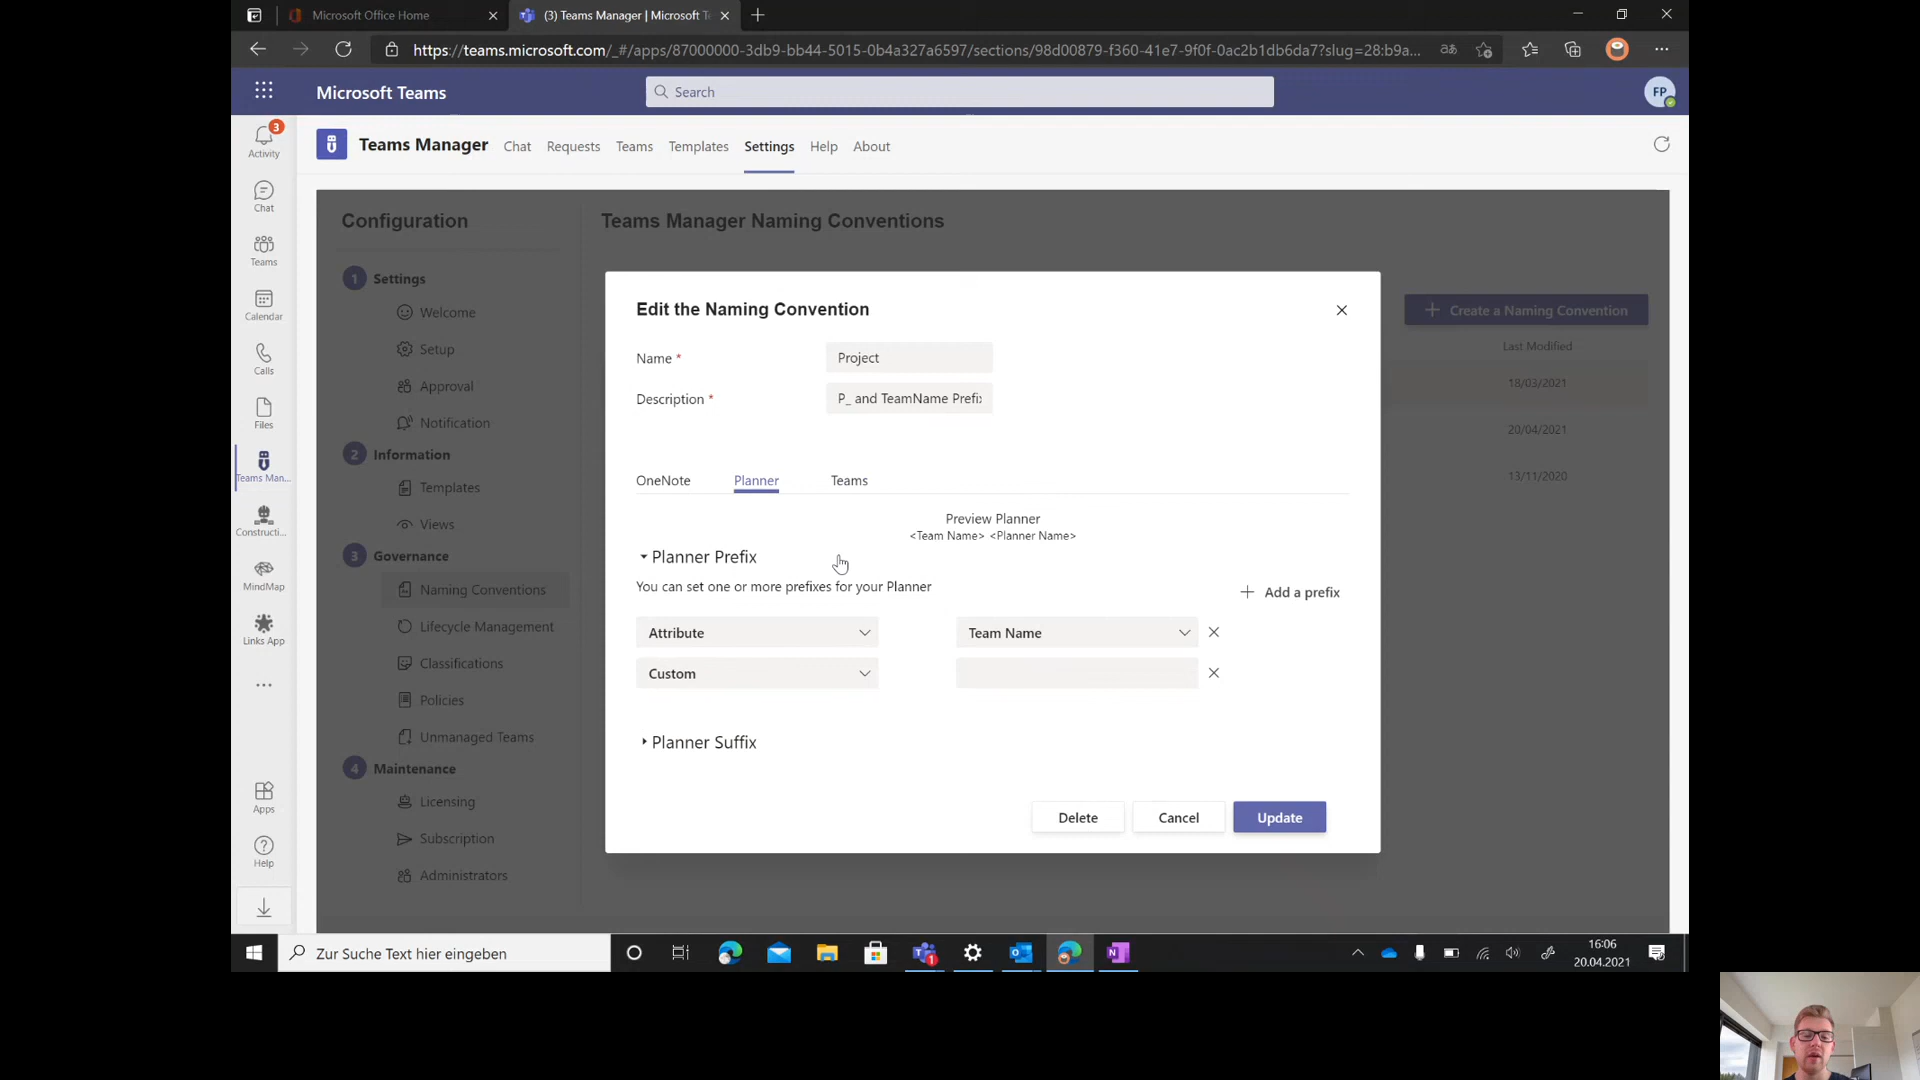 Microsoft Office Home
(3) Teams Manager | Microsoft T
https://teams.microsoft.com/_#/apps/87000000-3db9-bb44-5015-0b4a327a6597/sections/98d00879-f360-41e7-9f0f-0ac2b1db6da7?slug=28:b9a...
Microsoft Teams
Search
FP
3
Activity
Chat
Teams
Calendar
Calls
Files
Teams Man...
Constructi...
MindMap
Links App
...
Apps
Help
Teams Manager
Chat
Requests
Teams
Templates
Settings
Help
About
Configuration
1 Settings
Welcome
Setup
Approval
Notification
2 Information
Templates
Views
3 Governance
Naming Conventions
Lifecycle Management
Classifications
Policies
Unmanaged Teams
4 Maintenance
Licensing
Subscription
Administrators
Teams Manager Naming Conventions
+ Create a Naming Convention
Last Modified
18/03/2021
20/04/2021
13/11/2020
Edit the Naming Convention
Name * Project
Description * P_ and TeamName Prefix
OneNote Planner Teams
Preview Planner
<Team Name> <Planner Name>
Planner Prefix
You can set one or more prefixes for your Planner
+ Add a prefix
Attribute Team Name
Custom
Planner Suffix
Delete Cancel Update
Zur Suche Text hier eingeben
1
16:06
20.04.2021